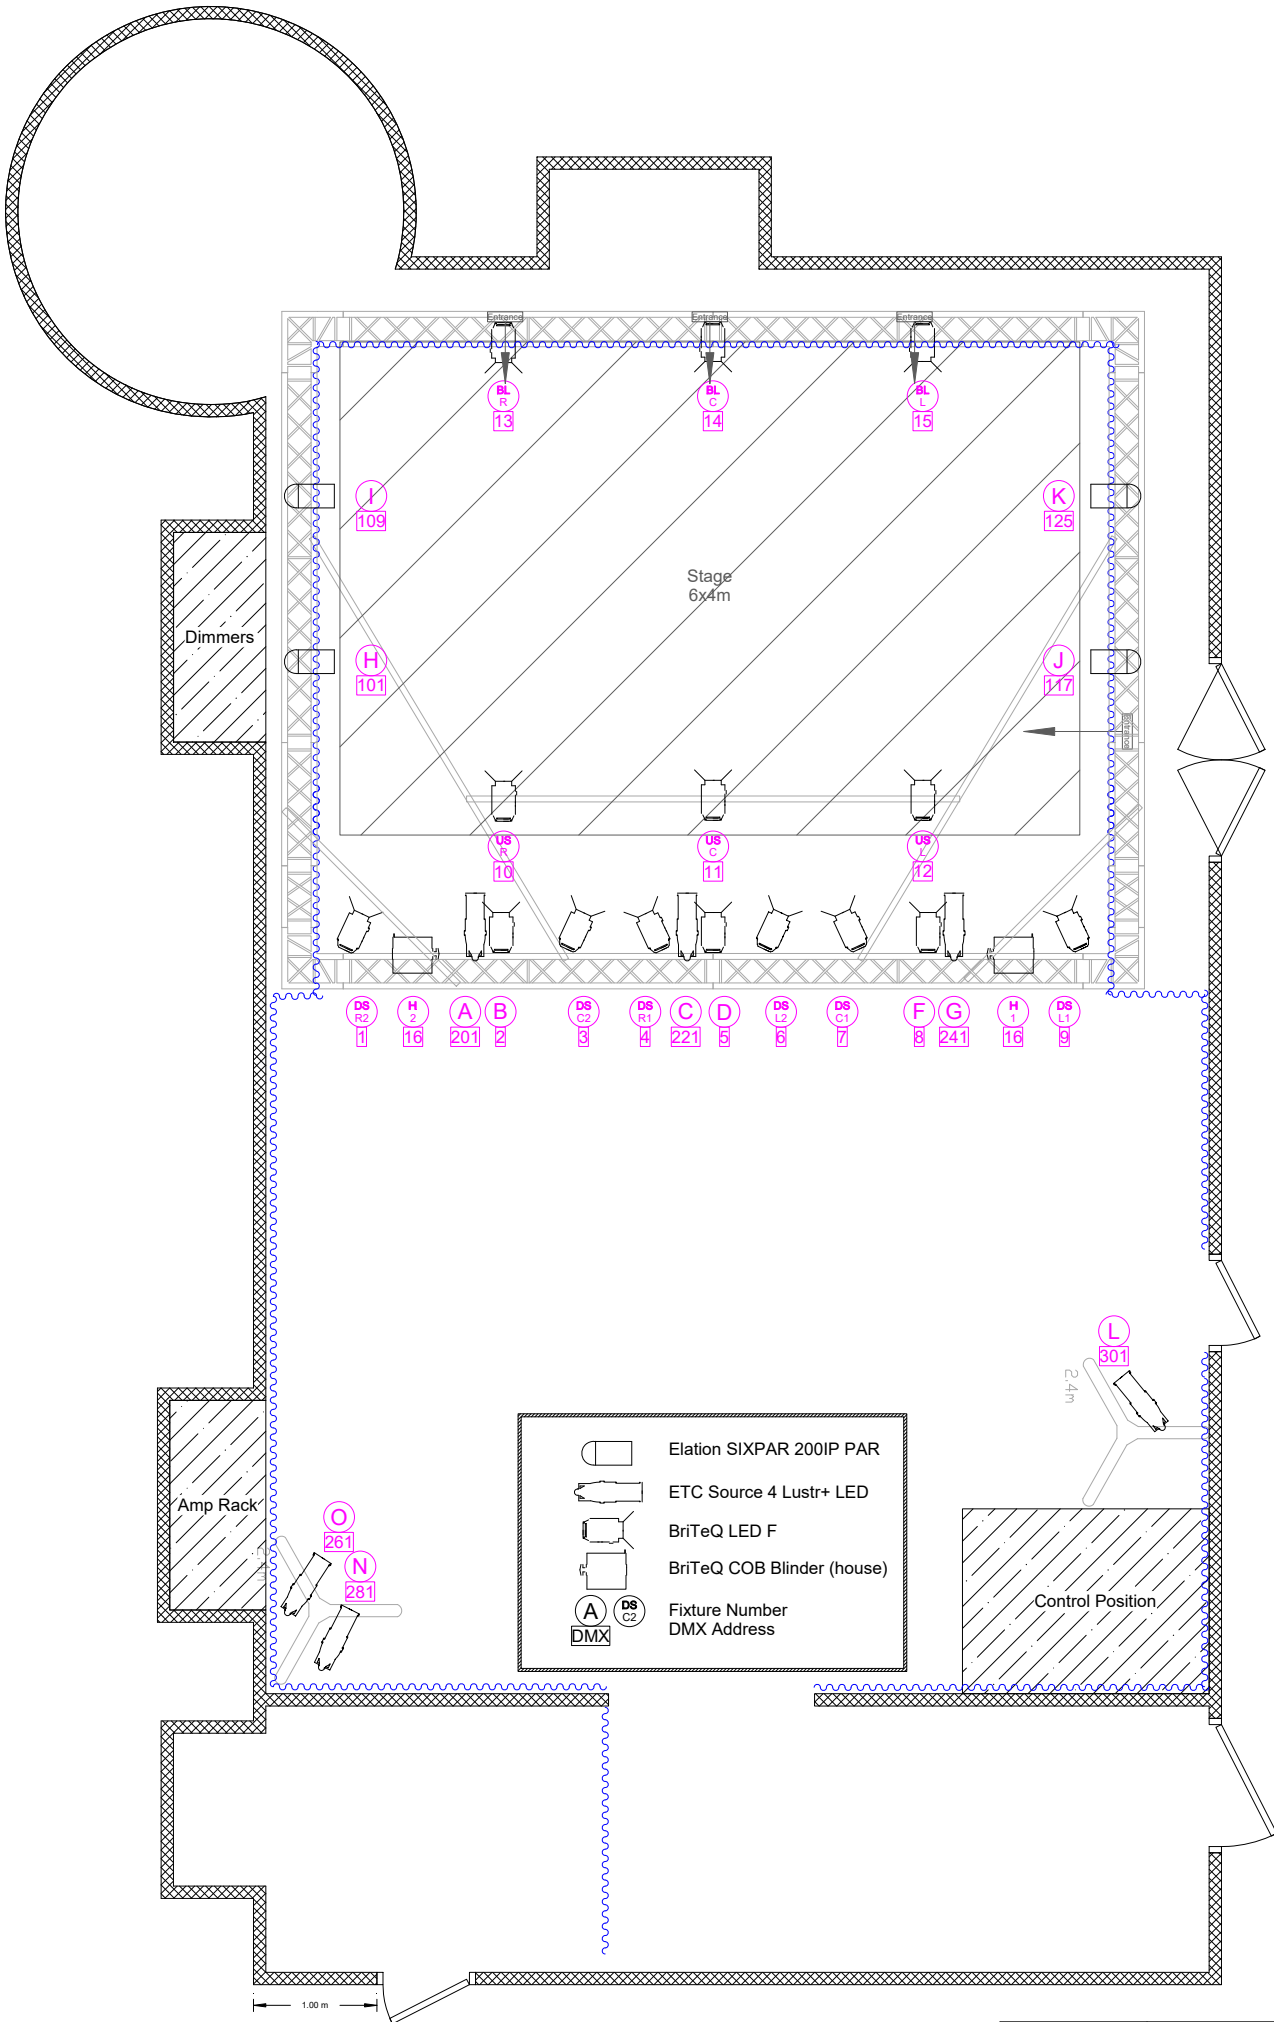 Entrance
Entrance
Entrance
BL
R
13
BL
C
14
BL
L
15
I
109
K
125
Stage
6x4m
Dimmers
H
101
J
117
Entrance
US
R
10
US
C
11
US
L
12
DS
R2
1
H
2
16
A
201
B
2
DS
C2
3
DS
R1
4
C
221
D
5
DS
L2
6
DS
C1
7
F
8
G
241
H
1
16
DS
L1
9
L
301
2.4m
Elation SIXPAR 200IP PAR
ETC Source 4 Lustr+ LED
BriTeQ LED F
BriTeQ COB Blinder (house)
A
DMX
DS
C2
Fixture Number
DMX Address
Amp Rack
O
261
N
281
Control Position
1.00 m